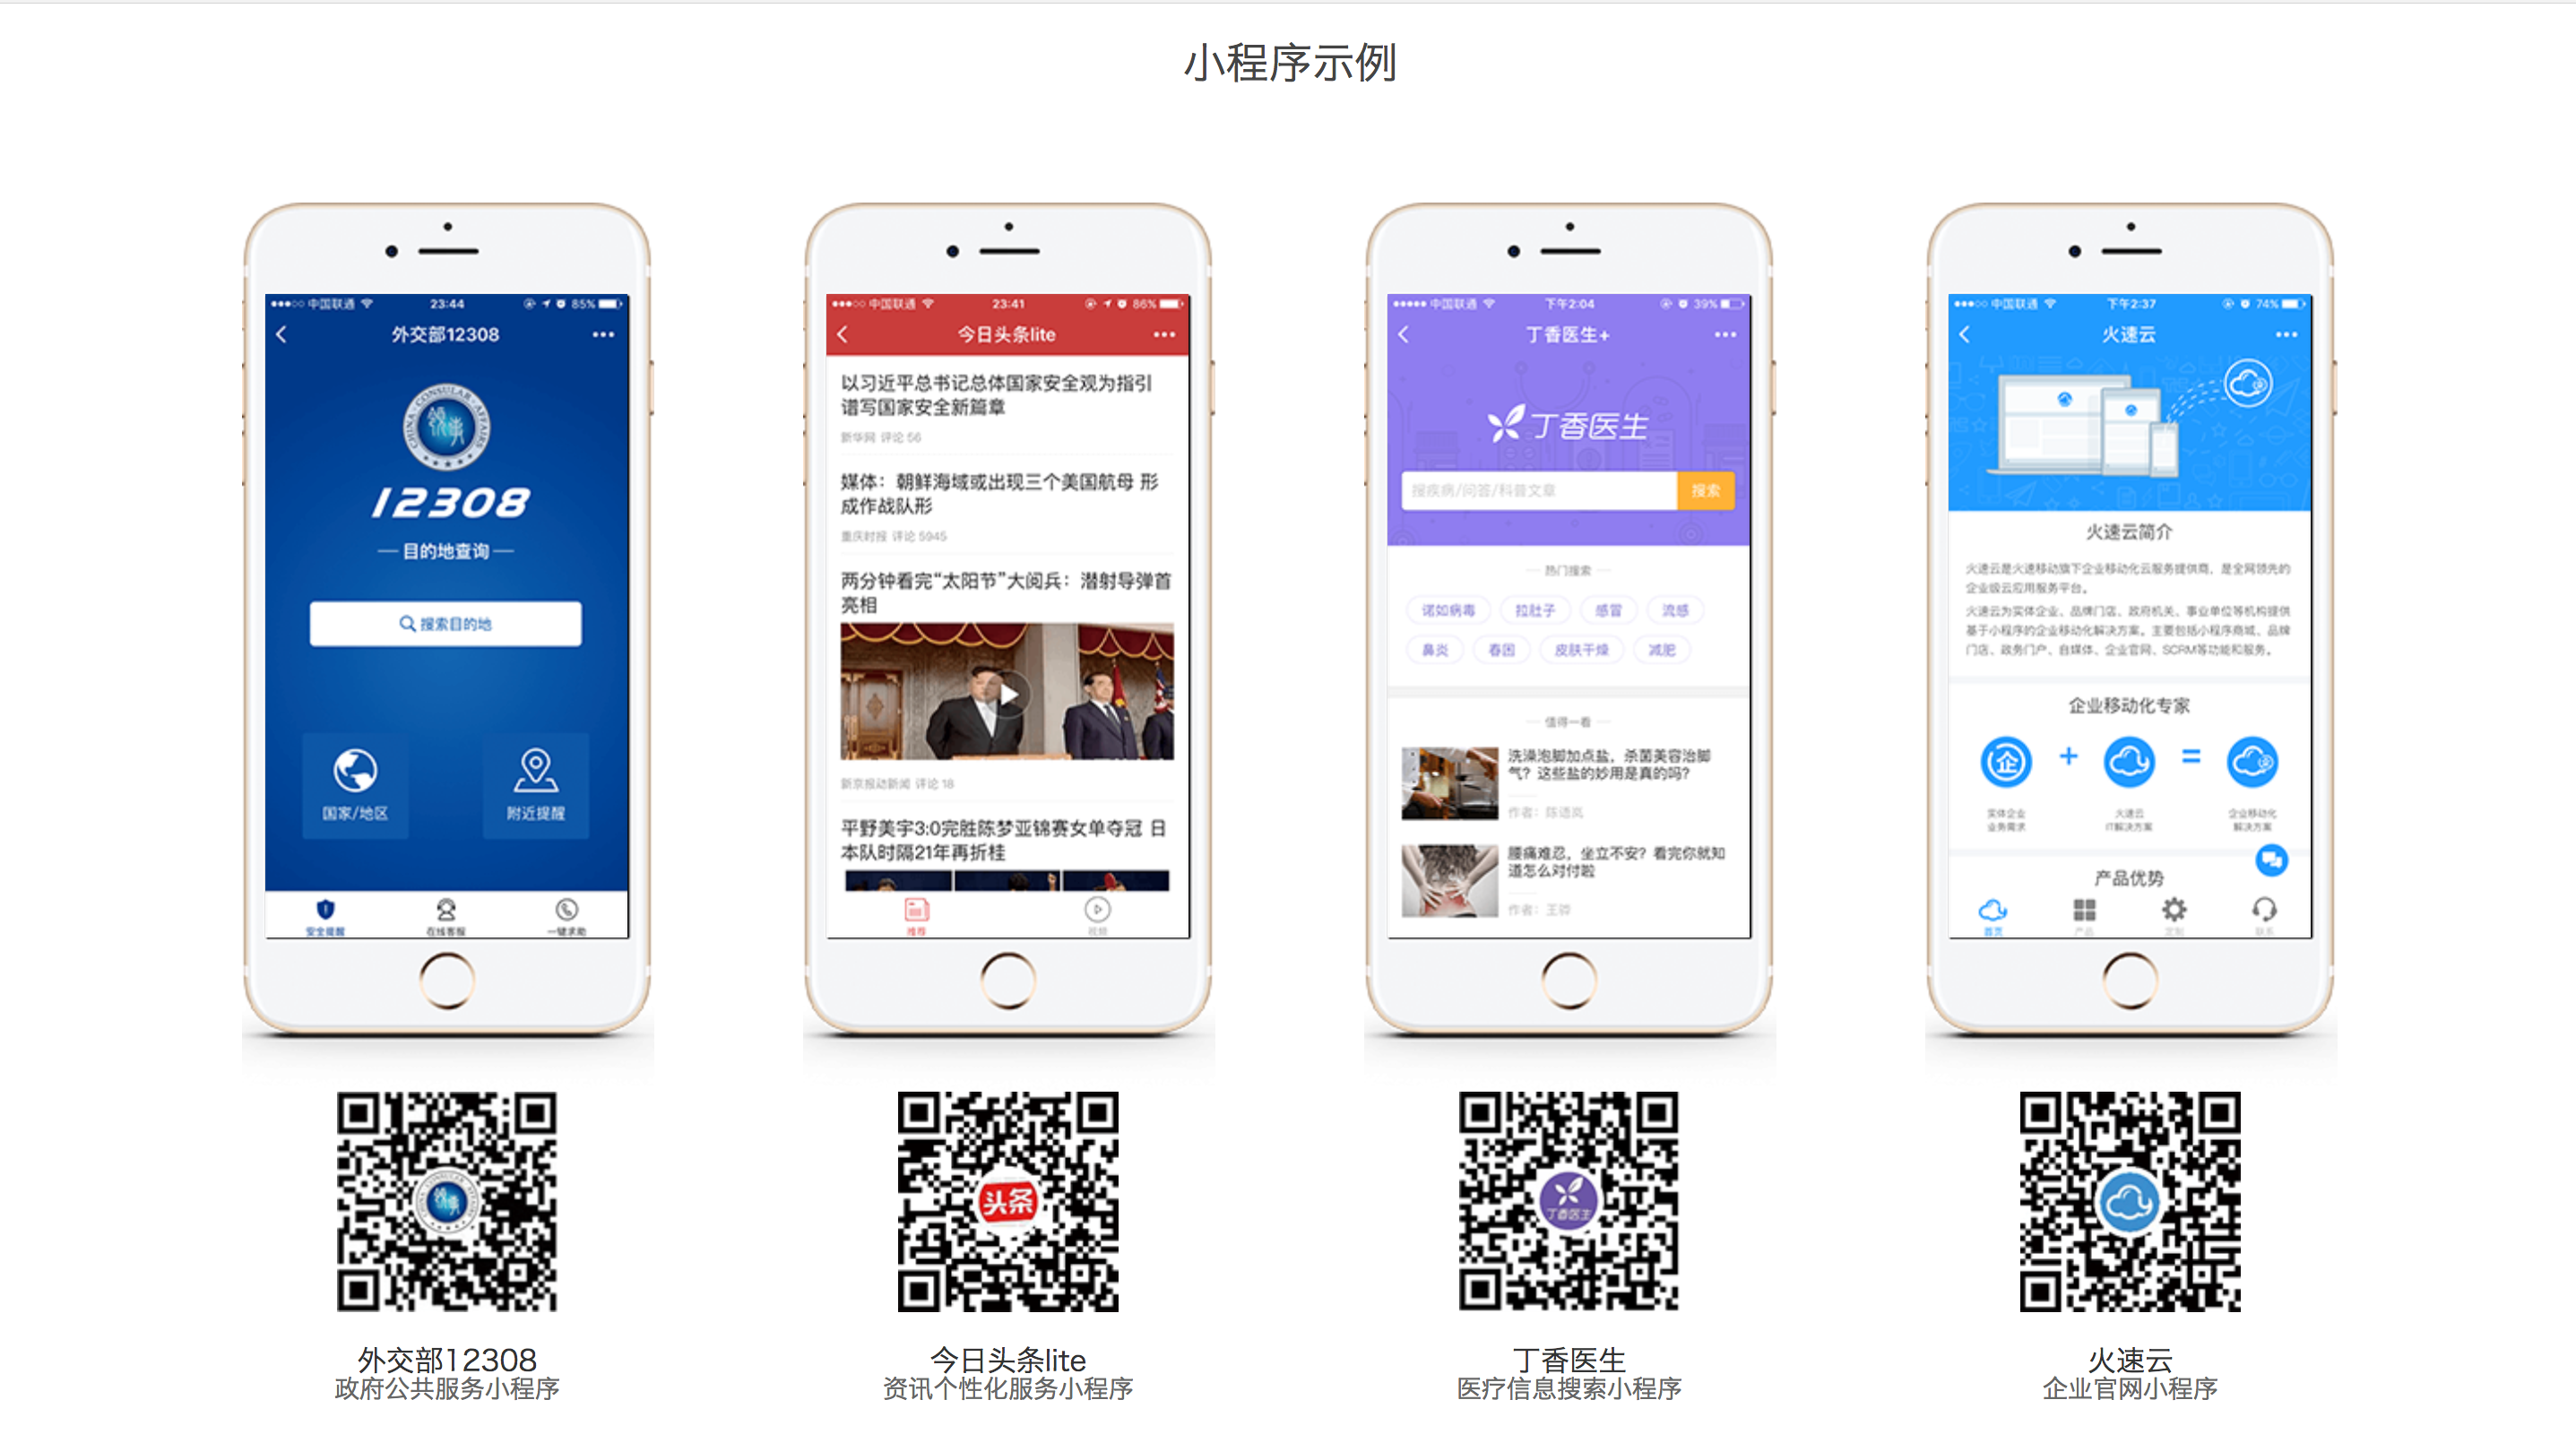 小程序示例
中国联通 23:44 85%
外交部12308
CHINA CONSULAR AFFAIRS
领事
12308
目的地查询
搜索目的地
国家/地区 附近提醒
安全提醒 在线客服 一键求助
中国联通 23:41 86%
今日头条lite
以习近平总书记总体国家安全观为指引
谱写国家安全新篇章
新华网 评论 56
媒体：朝鲜海域或出现三个美国航母 形
成作战队形
重庆时报 评论 5945
两分钟看完“太阳节”大阅兵：潜射导弹首
亮相
新京报动新闻 评论 18
平野美宇3:0完胜陈梦亚锦赛女单夺冠 日
本队时隔21年再折桂
推荐 视频
中国联通 下午2:04 39%
丁香医生+
丁香医生
搜疾病/问答/科普文章 搜索
热门搜索
诺如病毒 拉肚子 感冒 流感
鼻炎 春困 皮肤干燥 减肥
值得一看
洗澡泡脚加点盐，杀菌美容治脚
气？这些盐的妙用是真的吗？
作者：陈适岚
腰痛难忍，坐立不安？看完你就知
道怎么对付啦
作者：王骅
中国联通 下午2:37 74%
火速云
火速云简介
火速云是火速移动旗下企业移动化云服务提供商，是全网领先的
企业级云应用服务平台。
火速云为实体企业、品牌门店、政府机关、事业单位等机构提供
基于小程序的企业移动化解决方案。主要包括小程序商城、品牌
门店、政务门户、自媒体、企业官网、SCRM等功能和服务。
企业移动化专家
企 + =
实体企业 火速云 企业移动化
业务需求 IT解决方案 解决方案
产品优势
首页 产品 定制 联系
头条
丁香医生
外交部12308
政府公共服务小程序
今日头条lite
资讯个性化服务小程序
丁香医生
医疗信息搜索小程序
火速云
企业官网小程序